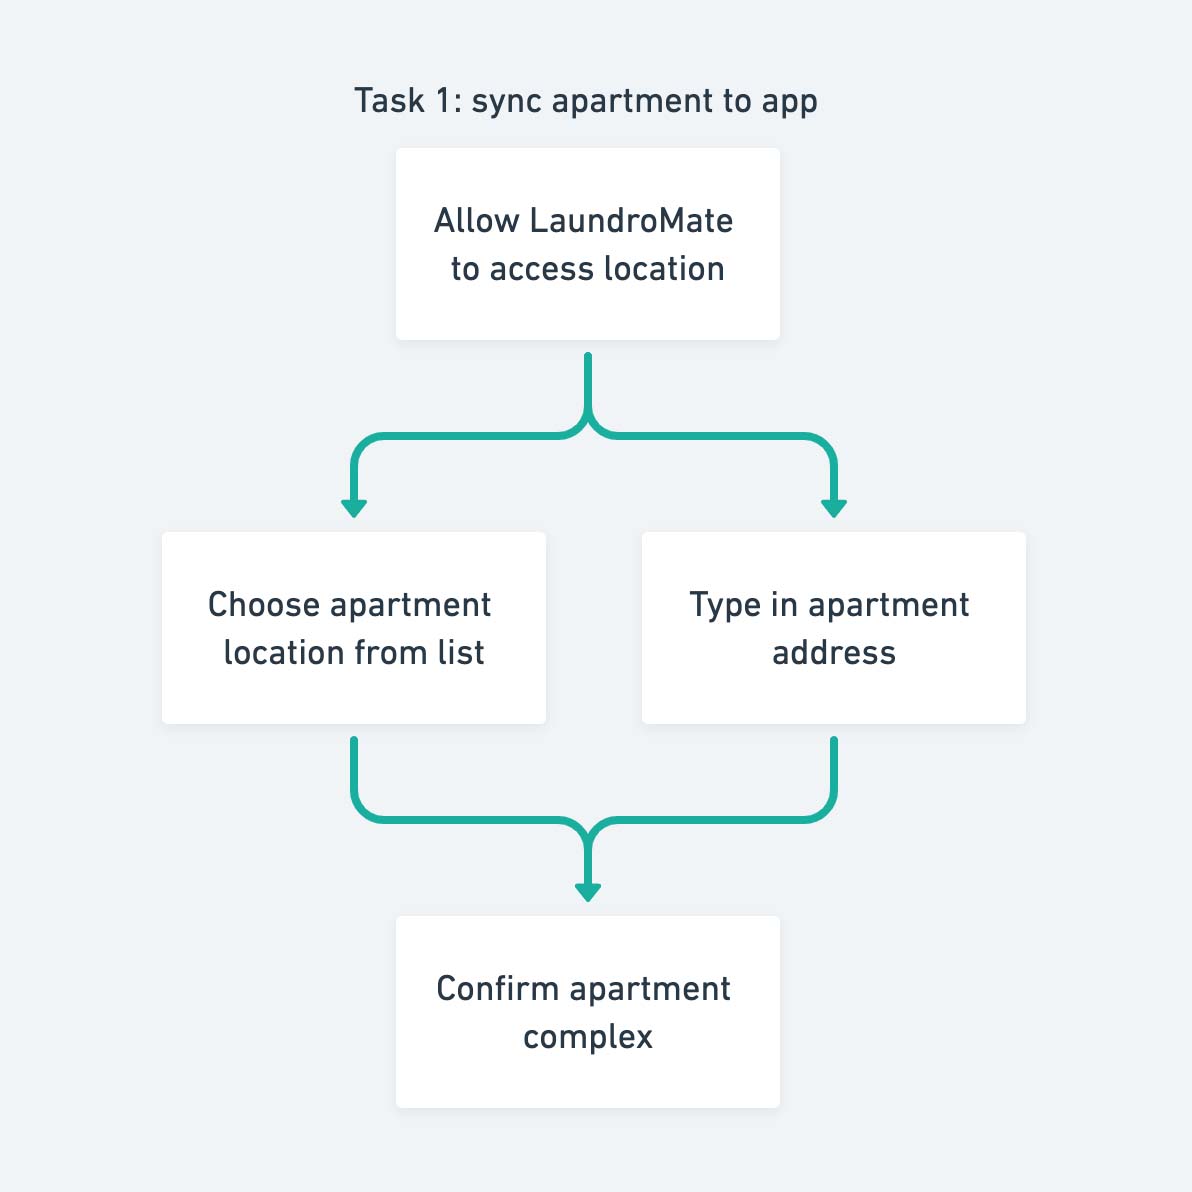 Task 1: sync apartment to app
Allow LaundroMate
to access location
Choose apartment
location from list
Type in apartment
address
Confirm apartment
complex